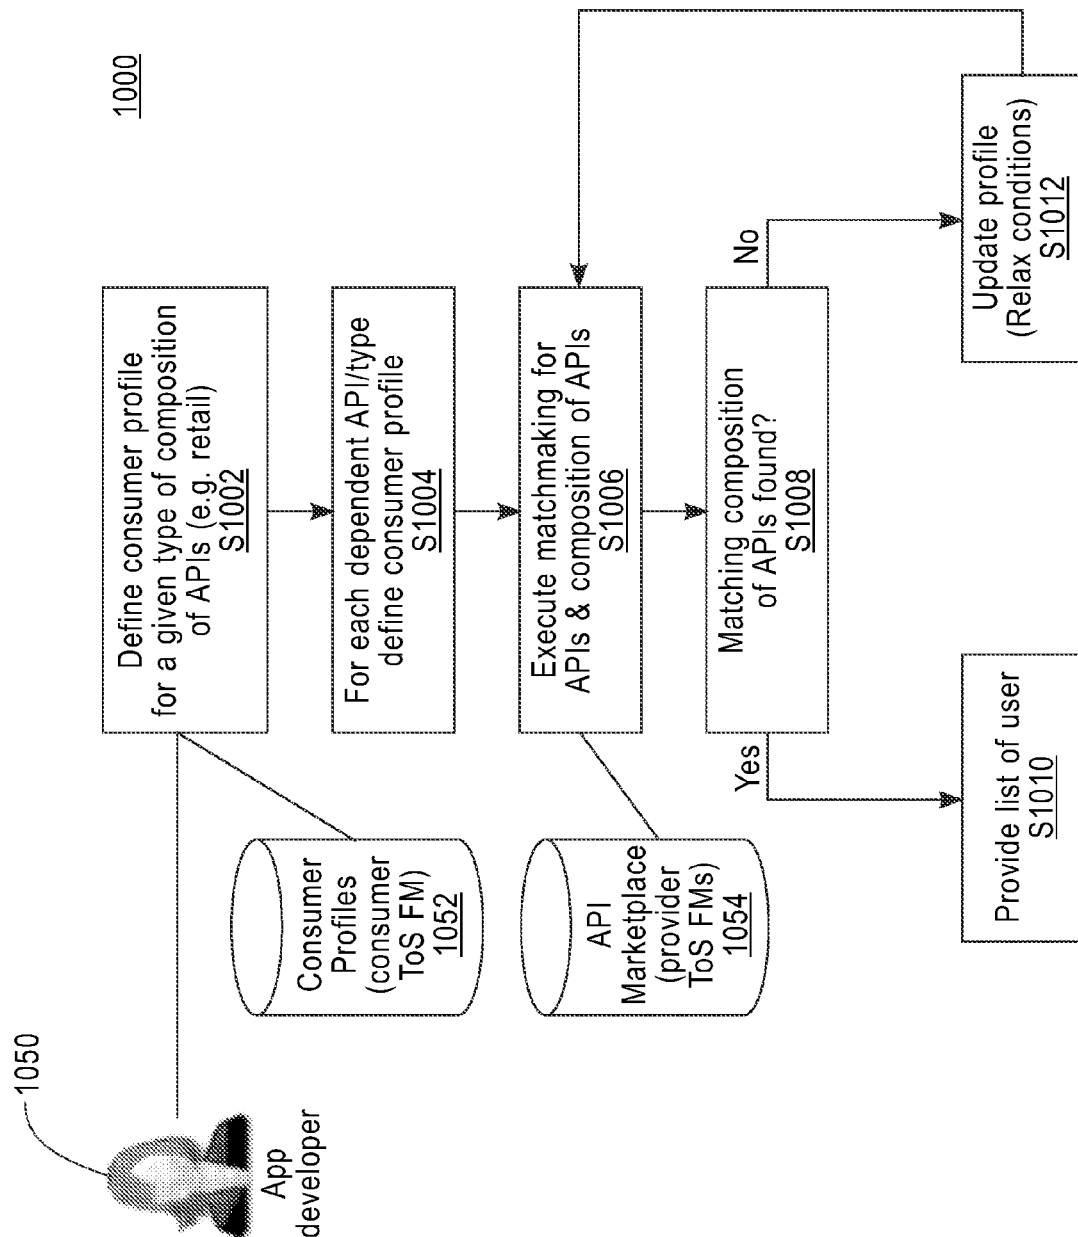 1000
1050
App
developer
Define consumer profile
for a given type of composition
of APIs (e.g. retail)
S1002
Consumer
Profiles
(consumer
ToS FM)
1052
For each dependent API/type
define consumer profile
S1004
Execute matchmaking for
APIs & composition of APIs
S1006
API
Marketplace
(provider
ToS FMs)
1054
Matching composition
of APIs found?
S1008
Yes
No
Provide list of user
S1010
Update profile
(Relax conditions)
S1012